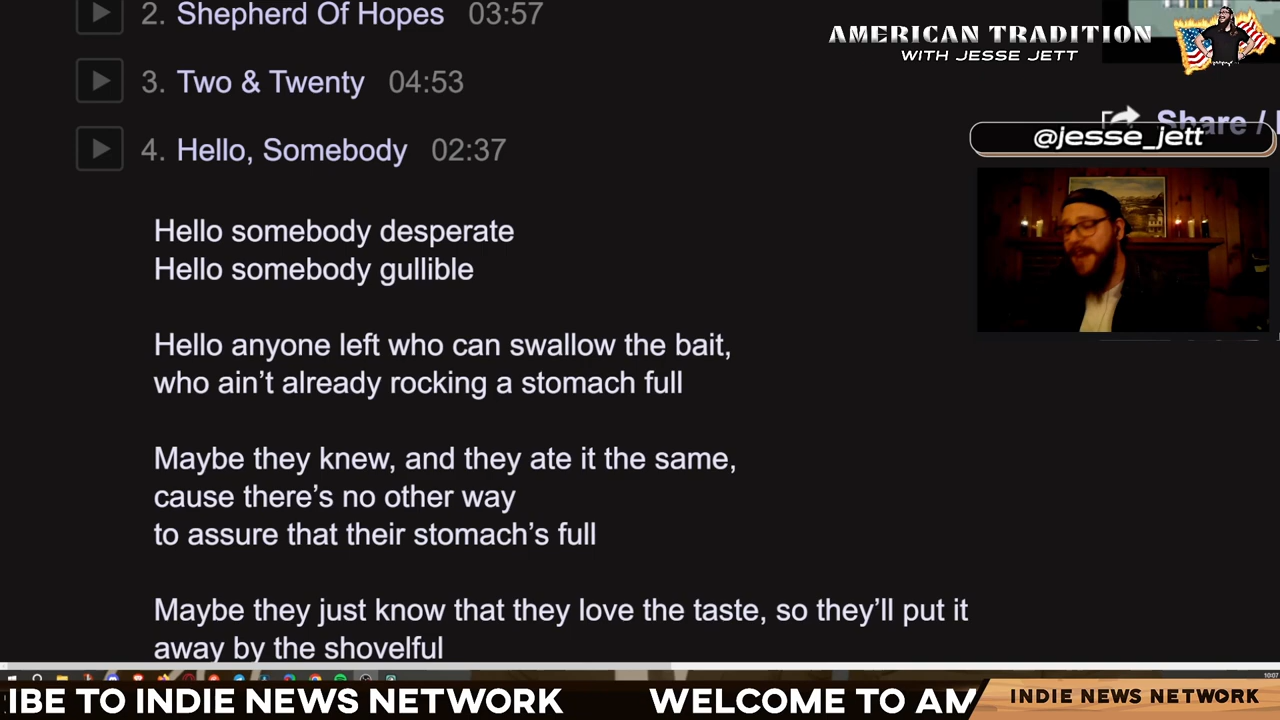 2. Shepherd Of Hopes 03:57
AMERICAN TRADITION
WITH JESSE JETT
3. Two & Twenty 04:53
Share /
@jesse_jett
4. Hello, Somebody 02:37
Hello somebody desperate
Hello somebody gullible
Hello anyone left who can swallow the bait,
who ain't already rocking a stomach full
Maybe they knew, and they ate it the same,
cause there's no other way
to assure that their stomach's full
Maybe they just know that they love the taste, so they'll put it
away by the shovelful
10:07
IBE TO INDIE NEWS NETWORK WELCOME TO AM
INDIE NEWS NETWORK